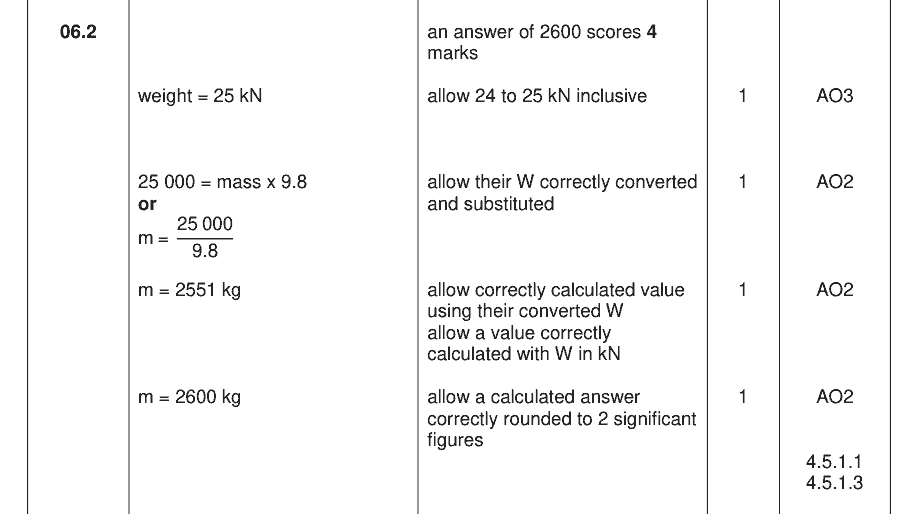 06.2
an answer of 2600 scores 4
marks
weight = 25 kN
allow 24 to 25 kN inclusive
1
AO3
25 000 = mass x 9.8
allow their W correctly converted
1
AO2
or
and substituted
m = 25 000
9.8
m = 2551 kg
allow correctly calculated value
1
AO2
using their converted W
allow a value correctly
calculated with W in kN
m = 2600 kg
allow a calculated answer
1
AO2
correctly rounded to 2 significant
figures
4.5.1.1
4.5.1.3